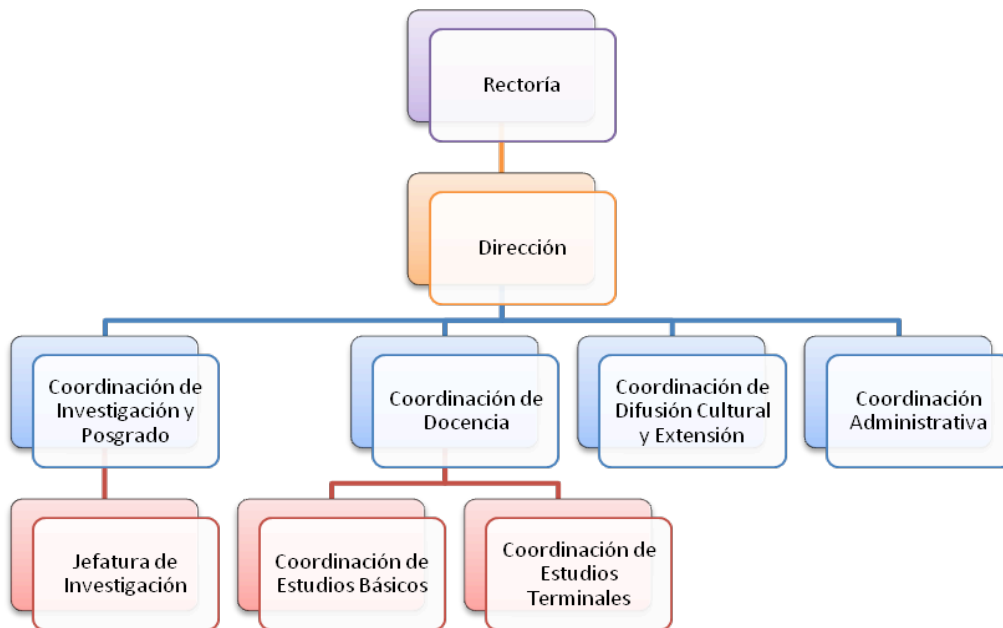 Rectoría
Dirección
Coordinación de
Investigación y
Posgrado
Coordinación de
Docencia
Coordinación de
Difusión Cultural
y Extensión
Coordinación
Administrativa
Jefatura de
Investigación
Coordinación de
Estudios Básicos
Coordinación de
Estudios
Terminales